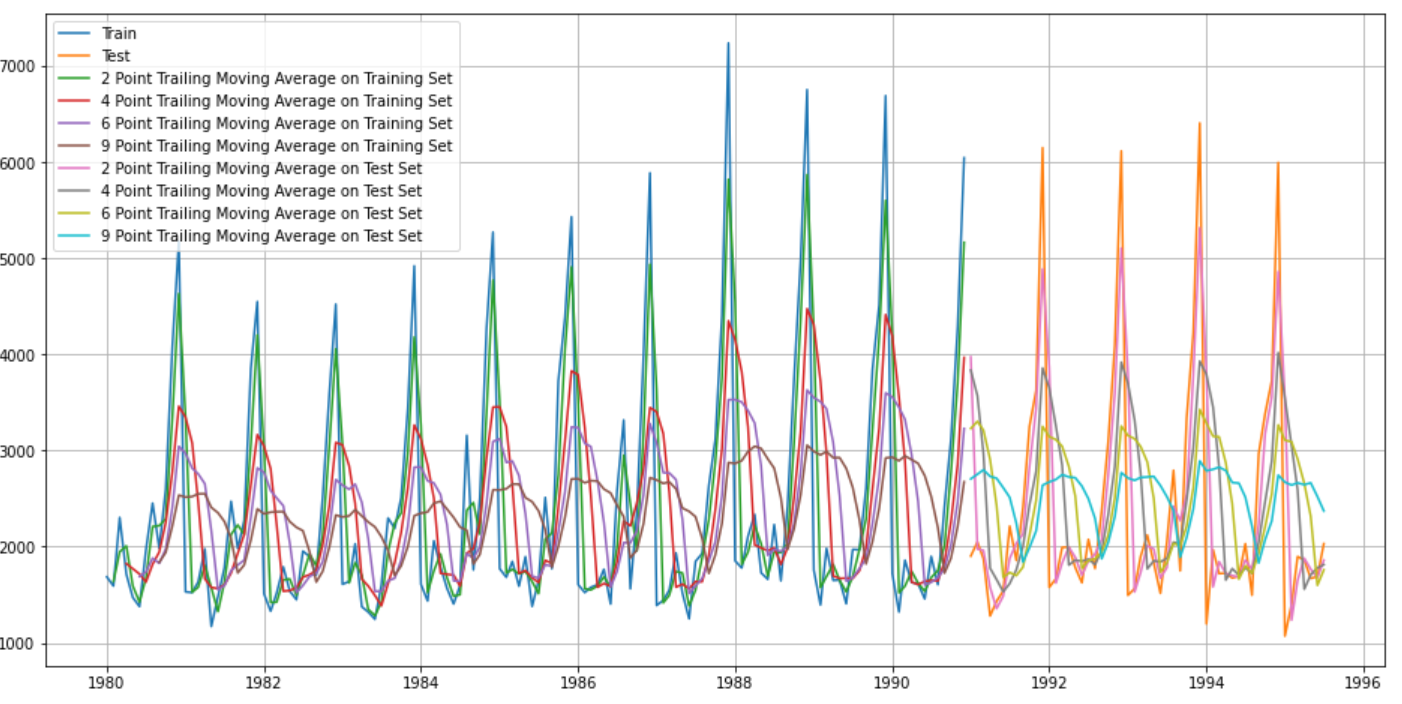 Train
Test
2 Point Trailing Moving Average on Training Set
4 Point Trailing Moving Average on Training Set
6 Point Trailing Moving Average on Training Set
9 Point Trailing Moving Average on Training Set
2 Point Trailing Moving Average on Test Set
4 Point Trailing Moving Average on Test Set
6 Point Trailing Moving Average on Test Set
9 Point Trailing Moving Average on Test Set
7000
6000
5000
4000
3000
2000
1000
1980 1982 1984 1986 1988 1990 1992 1994 1996